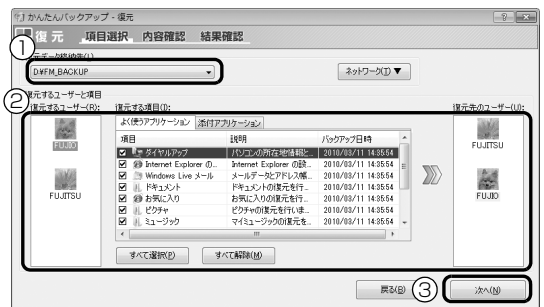 かんたんバックアップ - 復元
復元 項目選択 内容確認 結果確認
①
復元データ格納先(L)
D:¥FM_BACKUP
ネットワーク(T) ▼
復元するユーザーと項目
②
復元するユーザー(R):
復元する項目(I):
復元先のユーザー(U):
よく使うアプリケーション 添付アプリケーション
項目 説明 バックアップ日時
ダイヤルアップ パソコンの所在地情報と... 2010/03/11 14:35:54
Internet Explorer の... Internet Explorer の設... 2010/03/11 14:35:54
Windows Live メール メールデータとアドレス帳... 2010/03/11 14:35:54
ドキュメント ドキュメントの復元を行... 2010/03/11 14:35:54
お気に入り お気に入りの復元を行... 2010/03/11 14:35:54
ピクチャ ピクチャの復元を行いま... 2010/03/11 14:35:54
ミュージック マイミュージックの復元を... 2010/03/11 14:35:54
FUJIO
FUJITSU
FUJITSU
FUJIO
すべて選択(P) すべて解除(M)
戻る(B) ③ 次へ(N)